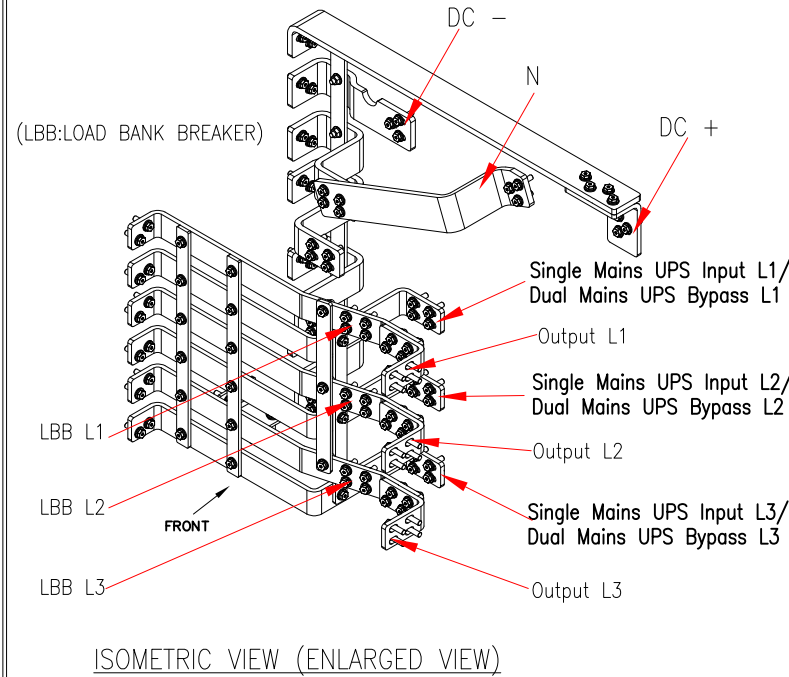 DC -
N
(LBB:LOAD BANK BREAKER)
DC +
Single Mains UPS Input L1/
Dual Mains UPS Bypass L1
Output L1
Single Mains UPS Input L2/
Dual Mains UPS Bypass L2
LBB L1
Output L2
LBB L2
FRONT
Single Mains UPS Input L3/
Dual Mains UPS Bypass L3
LBB L3
Output L3
ISOMETRIC VIEW (ENLARGED VIEW)